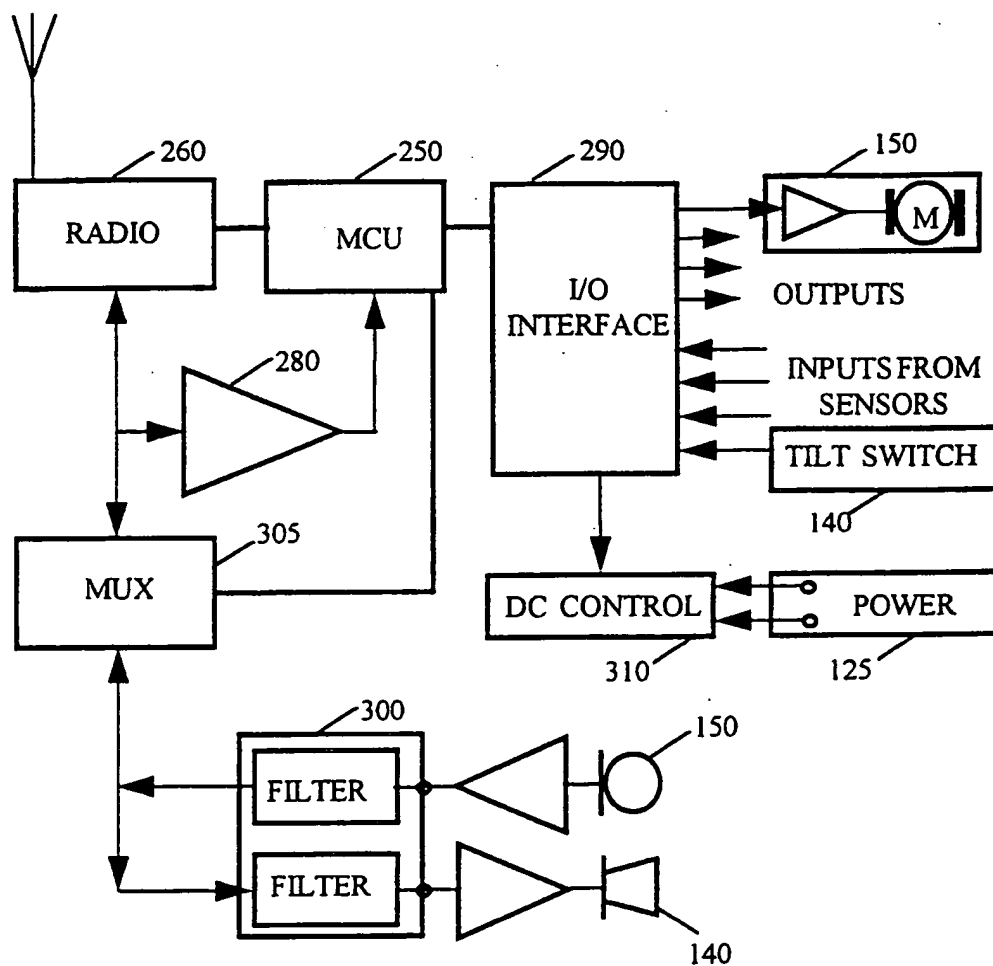 260
250
290
150
RADIO
MCU
M
I/O
INTERFACE
OUTPUTS
280
INPUTS FROM
SENSORS
TILT SWITCH
140
305
MUX
DC CONTROL
POWER
310
125
300
150
FILTER
FILTER
140